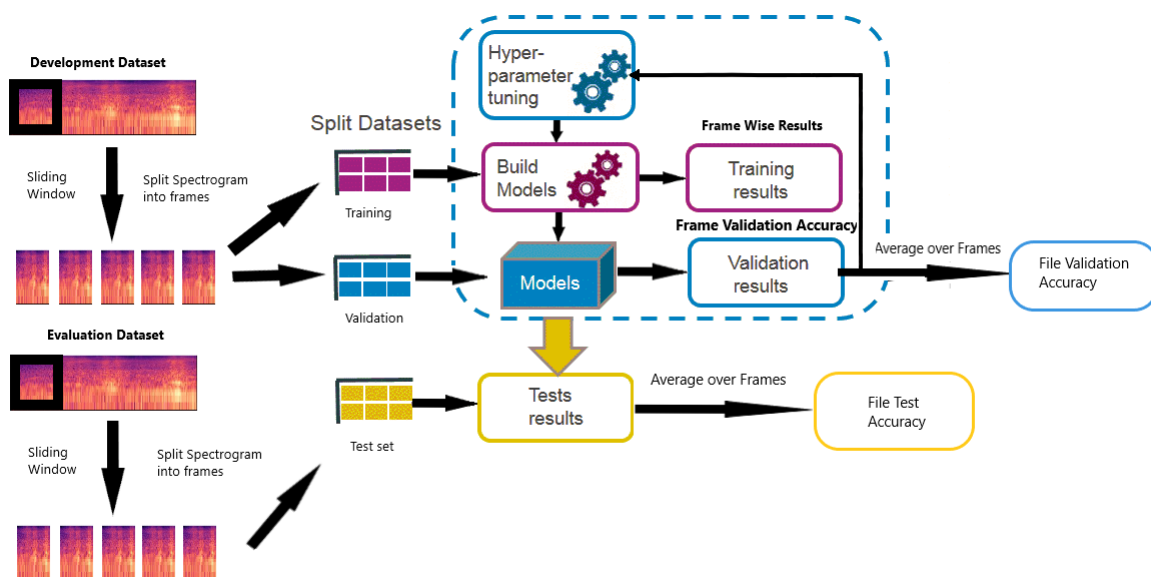 Development Dataset
Sliding
Window
Split Spectrogram
into frames
Split Datasets
Training
Validation
Hyper-
parameter
tuning
Build
Models
Models
Frame Wise Results
Training
results
Frame Validation Accuracy
Validation
results
Average over Frames
File Validation
Accuracy
Evaluation Dataset
Sliding
Window
Split Spectrogram
into frames
Test set
Tests
results
Average over Frames
File Test
Accuracy